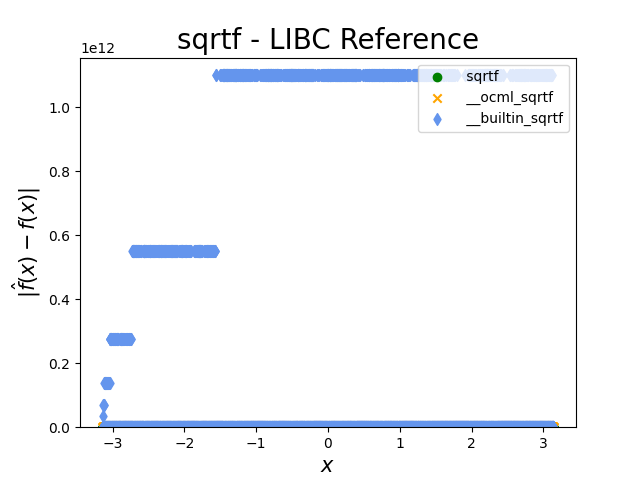 sqrtf - LIBC Reference
1e12
1.0
0.8
0.6
0.4
0.2
0.0
|f̂(x) − f(x)|
sqrtf
__ocml_sqrtf
__builtin_sqrtf
−3 −2 −1 0 1 2 3
x